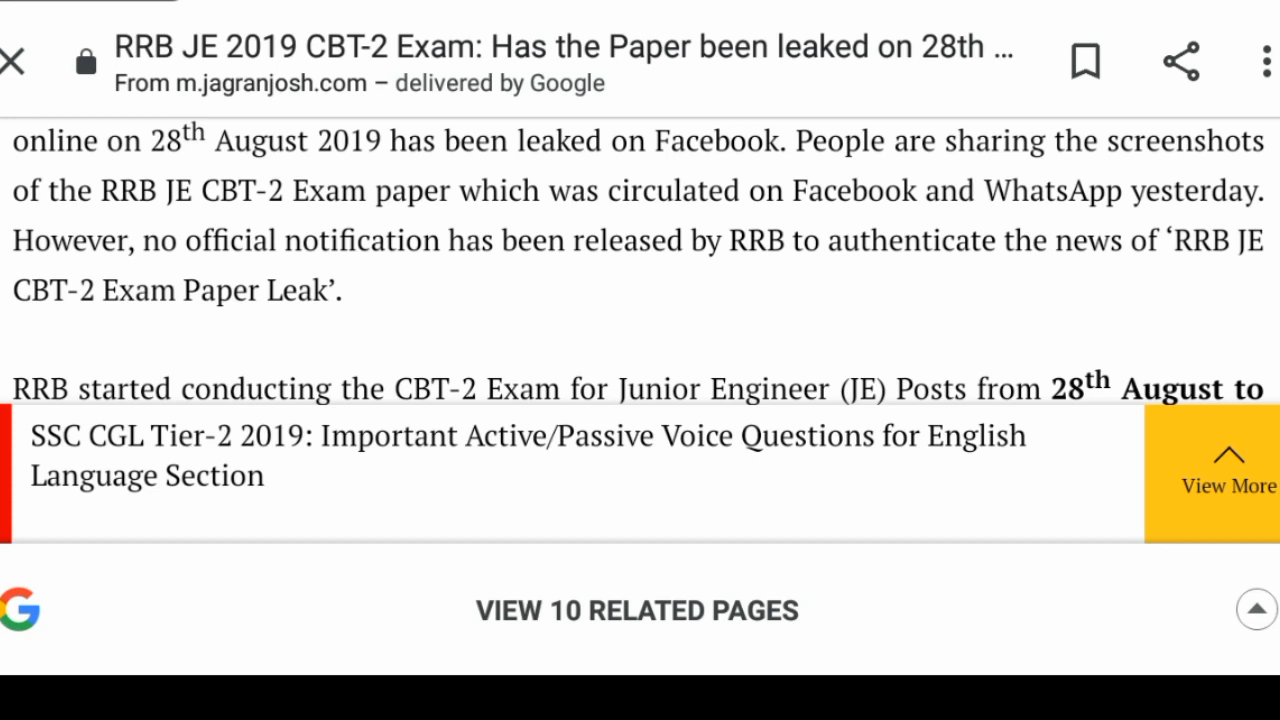 RRB JE 2019 CBT-2 Exam: Has the Paper been leaked on 28th ...
From m.jagranjosh.com – delivered by Google
online on 28th August 2019 has been leaked on Facebook. People are sharing the screenshots
of the RRB JE CBT-2 Exam paper which was circulated on Facebook and WhatsApp yesterday.
However, no official notification has been released by RRB to authenticate the news of ‘RRB JE
CBT-2 Exam Paper Leak’.
RRB started conducting the CBT-2 Exam for Junior Engineer (JE) Posts from 28th August to
SSC CGL Tier-2 2019: Important Active/Passive Voice Questions for English
Language Section
View More
VIEW 10 RELATED PAGES